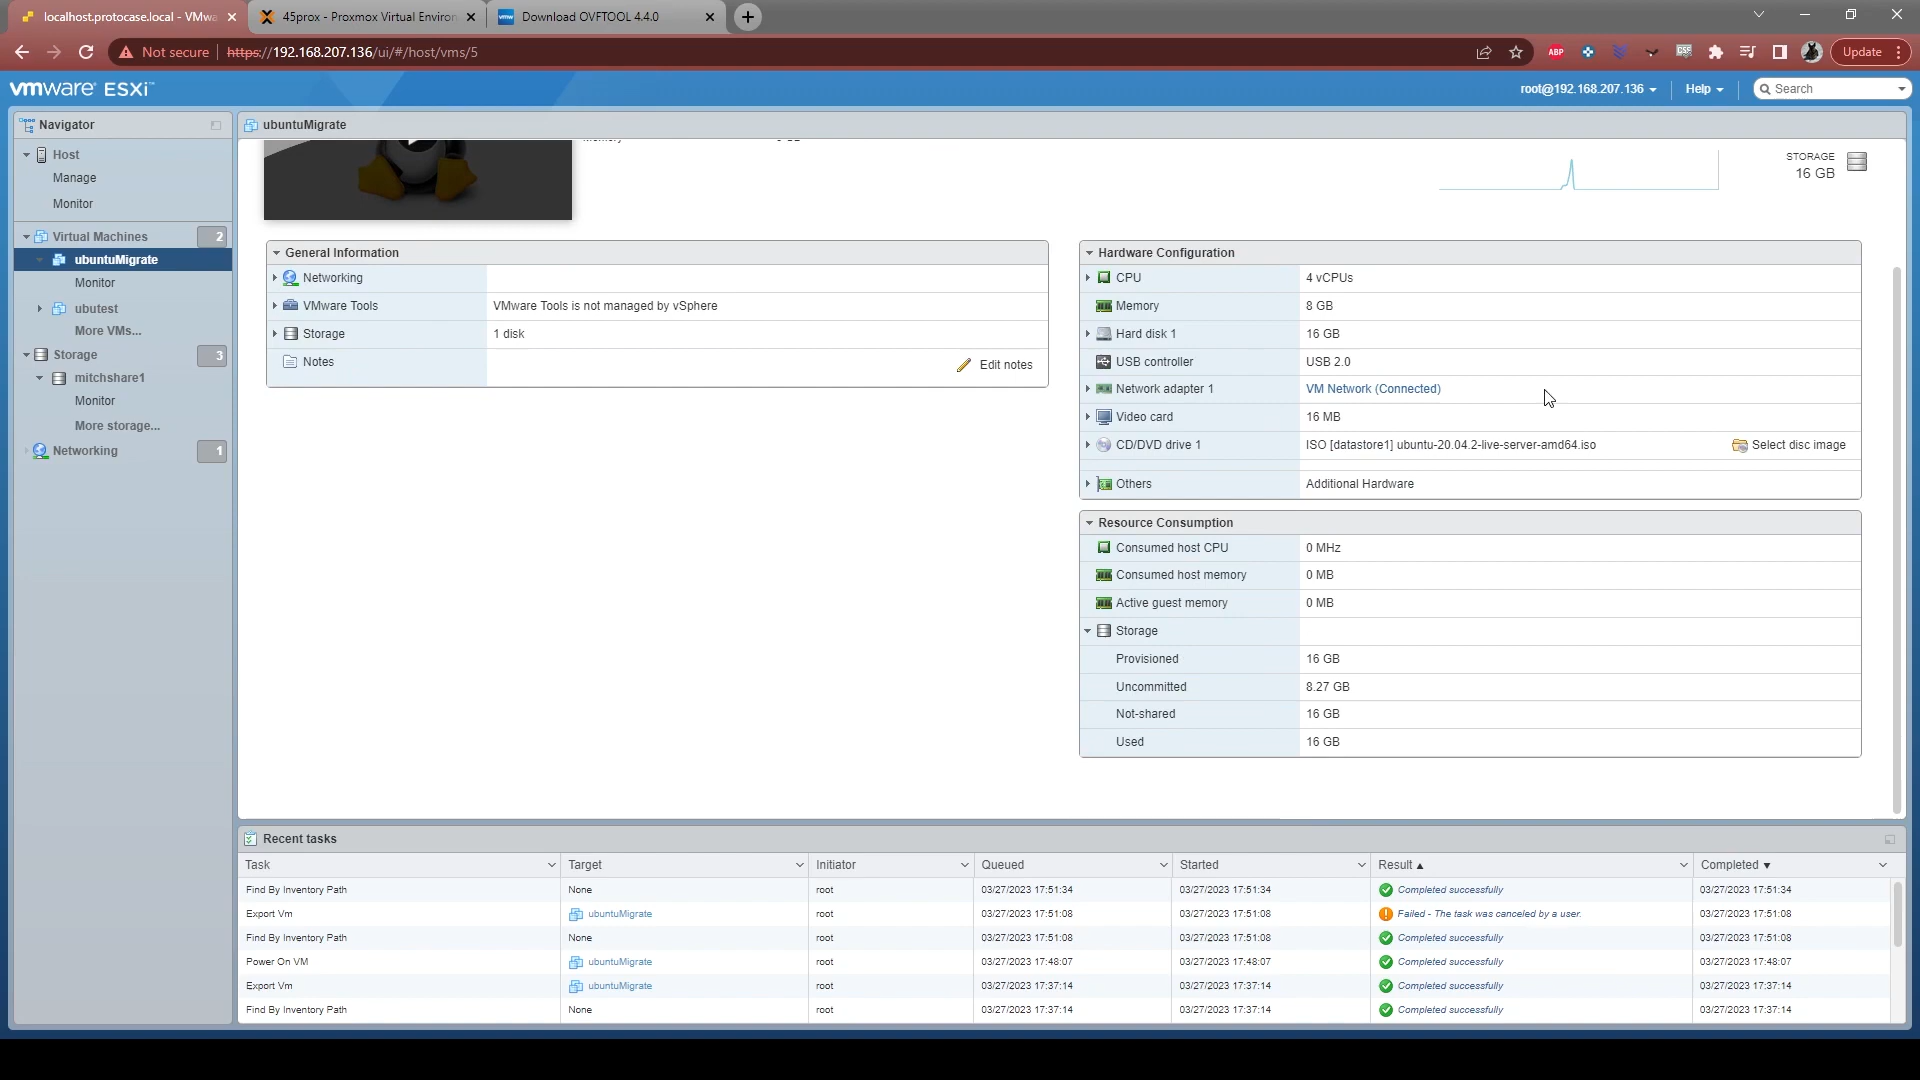 localhost.protocase.local - VMwa
45prox - Proxmox Virtual Environ
Download OVFTOOL 4.4.0
Not secure https://192.168.207.136/ui/#/host/vms/5
ABP
Update
vmware ESXi™
root@192.168.207.136
Help
Search
Navigator
Host
Manage
Monitor
Virtual Machines 2
ubuntuMigrate
Monitor
ubutest
More VMs...
Storage 3
mitchshare1
Monitor
More storage...
Networking 1
ubuntuMigrate
STORAGE
16 GB
General Information
Networking
VMware Tools VMware Tools is not managed by vSphere
Storage 1 disk
Notes Edit notes
Hardware Configuration
CPU 4 vCPUs
Memory 8 GB
Hard disk 1 16 GB
USB controller USB 2.0
Network adapter 1 VM Network (Connected)
Video card 16 MB
CD/DVD drive 1 ISO [datastore1] ubuntu-20.04.2-live-server-amd64.iso Select disc image
Others Additional Hardware
Resource Consumption
Consumed host CPU 0 MHz
Consumed host memory 0 MB
Active guest memory 0 MB
Storage
Provisioned 16 GB
Uncommitted 8.27 GB
Not-shared 16 GB
Used 16 GB
Recent tasks
Task Target Initiator Queued Started Result Completed
Find By Inventory Path None root 03/27/2023 17:51:34 03/27/2023 17:51:34 Completed successfully 03/27/2023 17:51:34
Export Vm ubuntuMigrate root 03/27/2023 17:51:08 03/27/2023 17:51:08 Failed - The task was canceled by a user. 03/27/2023 17:51:08
Find By Inventory Path None root 03/27/2023 17:51:08 03/27/2023 17:51:08 Completed successfully 03/27/2023 17:51:08
Power On VM ubuntuMigrate root 03/27/2023 17:48:07 03/27/2023 17:48:07 Completed successfully 03/27/2023 17:48:07
Export Vm ubuntuMigrate root 03/27/2023 17:37:14 03/27/2023 17:37:14 Completed successfully 03/27/2023 17:37:14
Find By Inventory Path None root 03/27/2023 17:37:14 03/27/2023 17:37:14 Completed successfully 03/27/2023 17:37:14